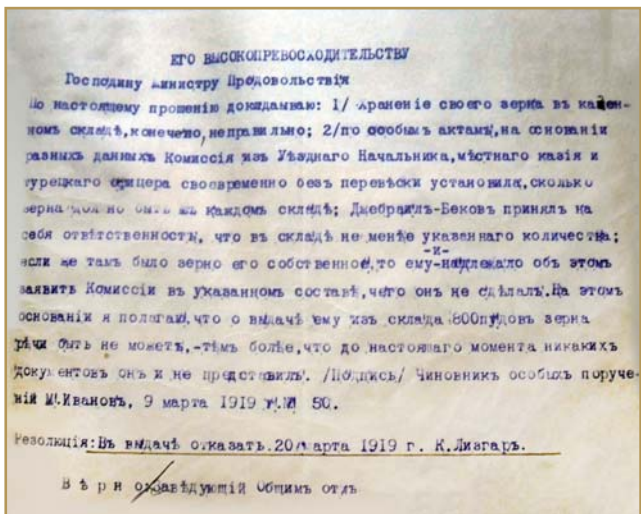 ЕГО ВЫСОКОПРЕВОСХОДИТЕЛЬСТВУ
Господину Министру Продовольствія
По настоящему прошенію докладываю: 1/ Храненіе своего зерна въ казен-
номъ складѣ, конечно, неправильно; 2/по особымъ актамъ, на основаніи
разныхъ данныхъ Комиссія изъ Уѣзднаго Начальника, мѣстнаго казія и
турецкаго офицера своевременно безъ перевѣски установила, сколько
зерна должно быть въ каждомъ складѣ; Джебраилъ-Бековъ принялъ на
себя отвѣтственность, что въ складѣ не менѣе указаннаго количества;
-и-
если же тамъ было зерно его собственное, то ему надлежало объ этомъ
заявить Комиссіи въ указанномъ составѣ, чего онъ не сдѣлалъ. На этомъ
основаніи я полагаю, что о выдачѣ ему изъ склада 800пудовъ зерна
рѣчи быть не можетъ, -тѣмъ болѣе, что до настоящаго момента никакихъ
документовъ онъ и не представилъ. /Подпись/ Чиновникъ особыхъ поруче-
ній М.Ивановъ, 9 марта 1919 г. № 50.
Резолюція: Въ выдачѣ отказать. 20 марта 1919 г. К. Лизгаръ.
Вѣрно: Завѣдующій Общимъ отдѣ